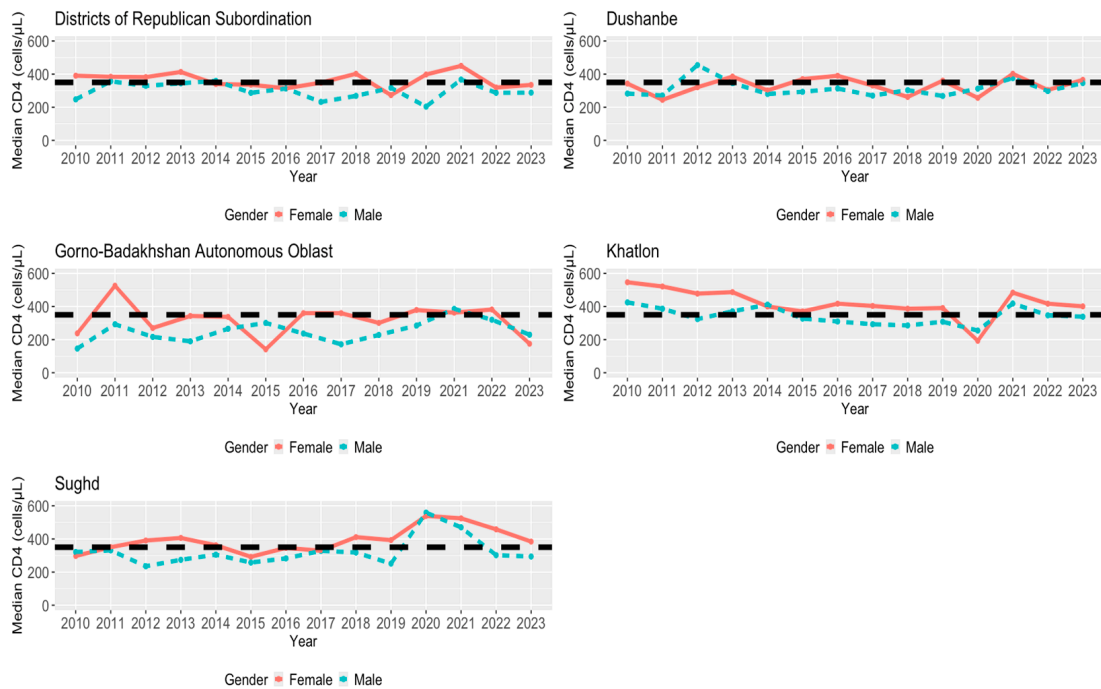 Districts of Republican Subordination
Median CD4 (cells/μL)
600
400
200
0
2010 2011 2012 2013 2014 2015 2016 2017 2018 2019 2020 2021 2022 2023
Year
Gender Female Male
Dushanbe
Median CD4 (cells/μL)
600
400
200
0
2010 2011 2012 2013 2014 2015 2016 2017 2018 2019 2020 2021 2022 2023
Year
Gender Female Male
Gorno-Badakhshan Autonomous Oblast
Median CD4 (cells/μL)
600
400
200
0
2010 2011 2012 2013 2014 2015 2016 2017 2018 2019 2020 2021 2022 2023
Year
Gender Female Male
Khatlon
Median CD4 (cells/μL)
600
400
200
0
2010 2011 2012 2013 2014 2015 2016 2017 2018 2019 2020 2021 2022 2023
Year
Gender Female Male
Sughd
Median CD4 (cells/μL)
600
400
200
0
2010 2011 2012 2013 2014 2015 2016 2017 2018 2019 2020 2021 2022 2023
Year
Gender Female Male